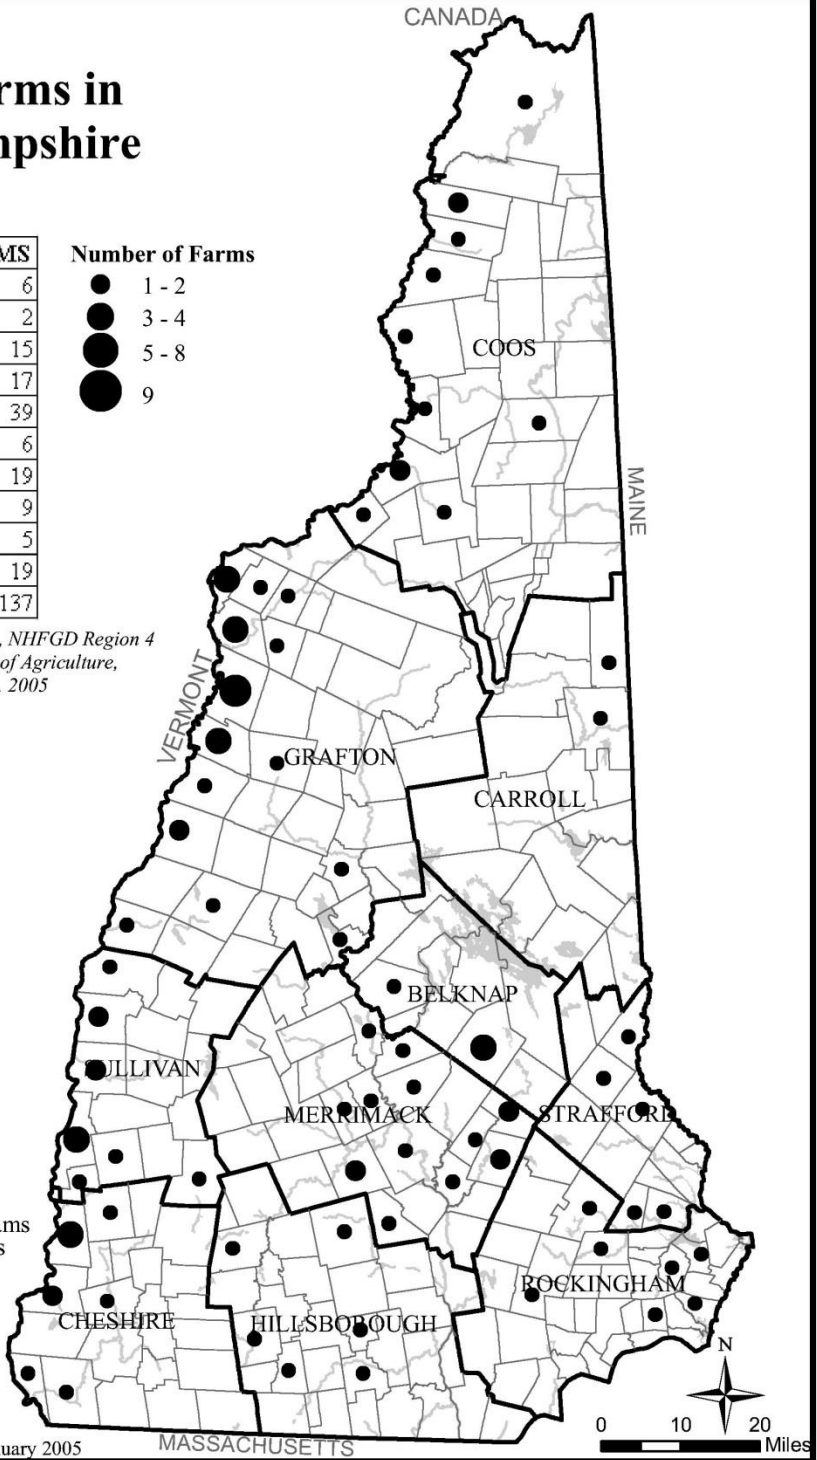 CANADA
rms in
mpshire
MS
6
2
15
17
39
6
19
9
5
19
137
Number of Farms
1 - 2
3 - 4
5 - 8
9
, NHFGD Region 4
of Agriculture,
2005
COOS
MAINE
VERMONT
GRAFTON
CARROLL
BELKNAP
SULLIVAN
MERRIMACK
STRAFFORD
ROCKINGHAM
CHESHIRE
HILLSBOROUGH
MASSACHUSETTS
N
0 10 20
Miles
uary 2005